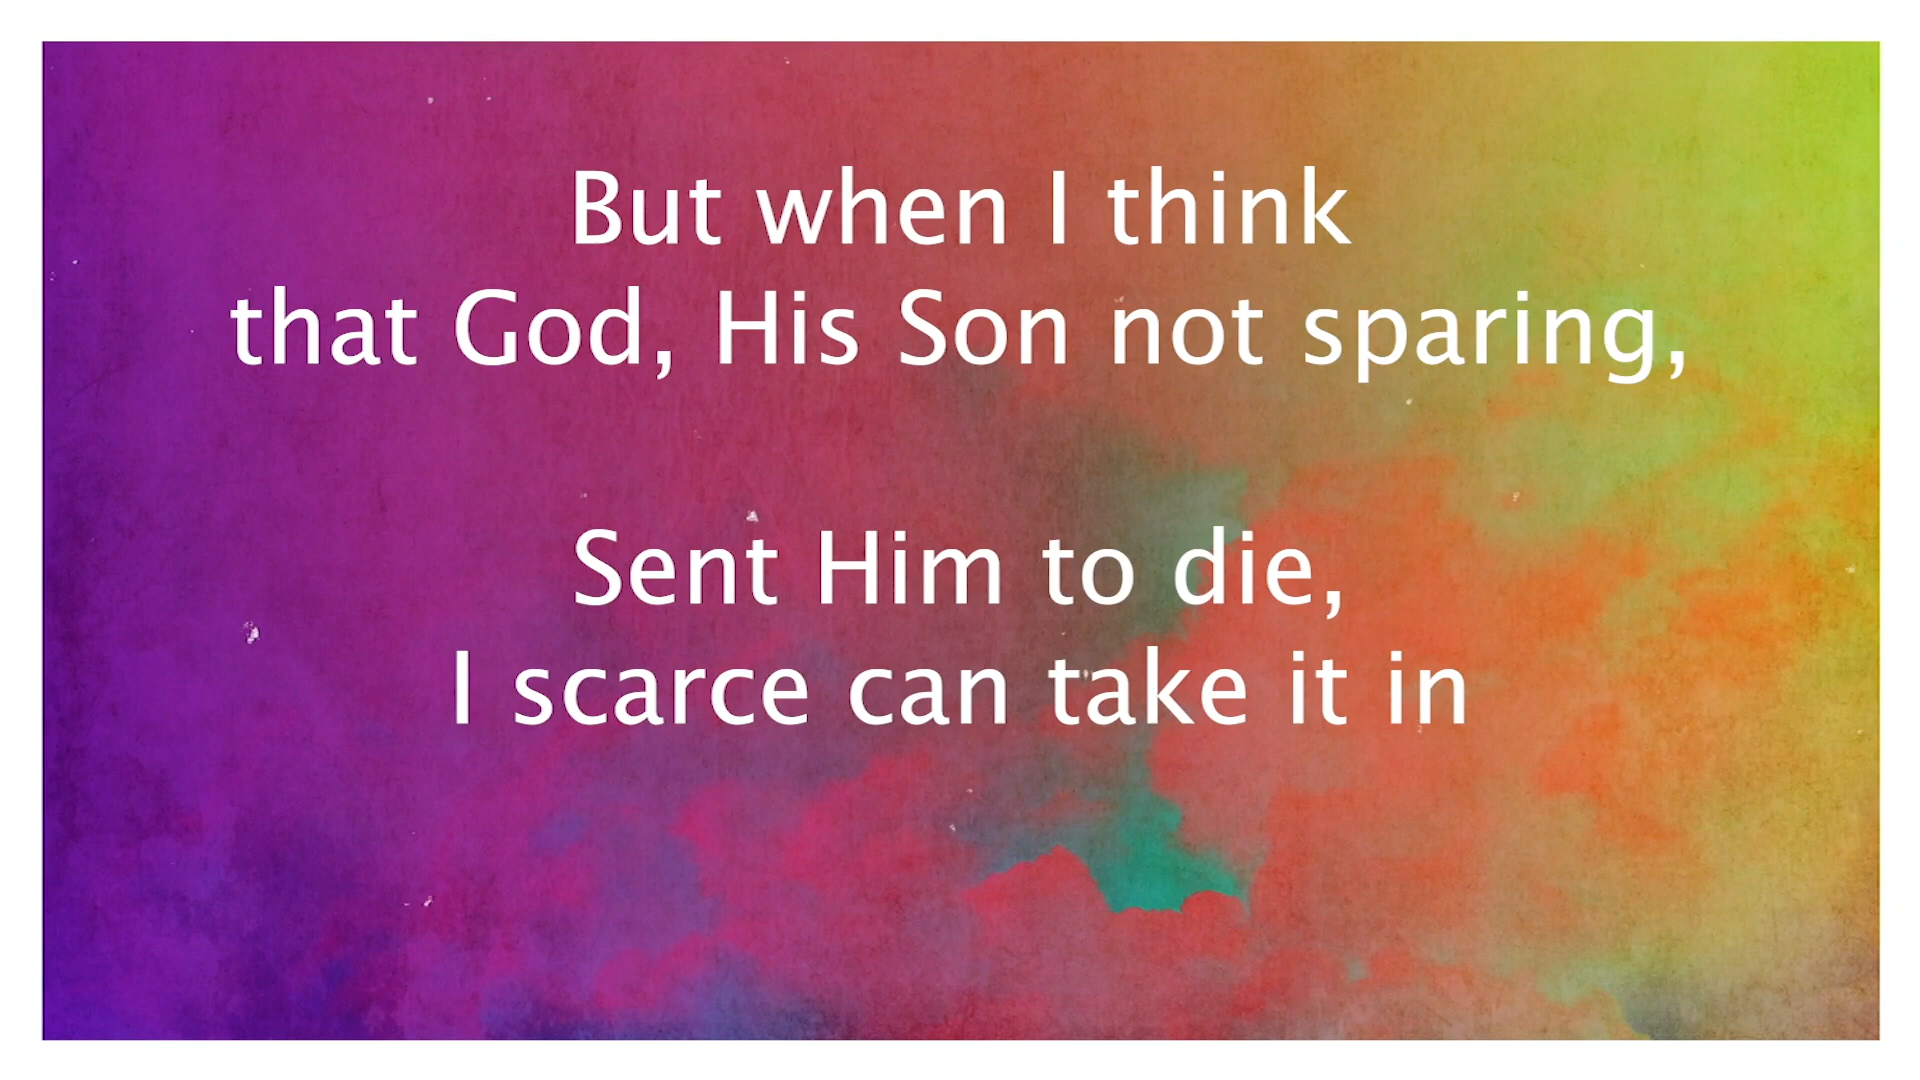 But when I think
that God, His Son not sparing,
Sent Him to die,
I scarce can take it in